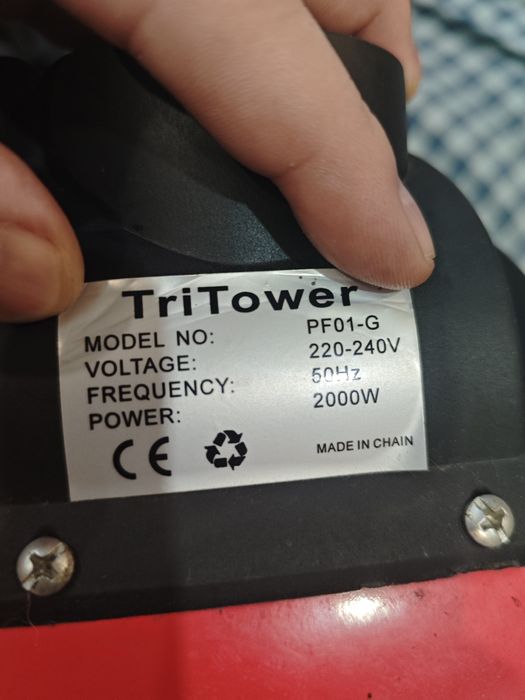 TriTower
MODEL NO: PF01-G
VOLTAGE: 220-240V
FREQUENCY: 50Hz
POWER: 2000W
CE
MADE IN CHAIN